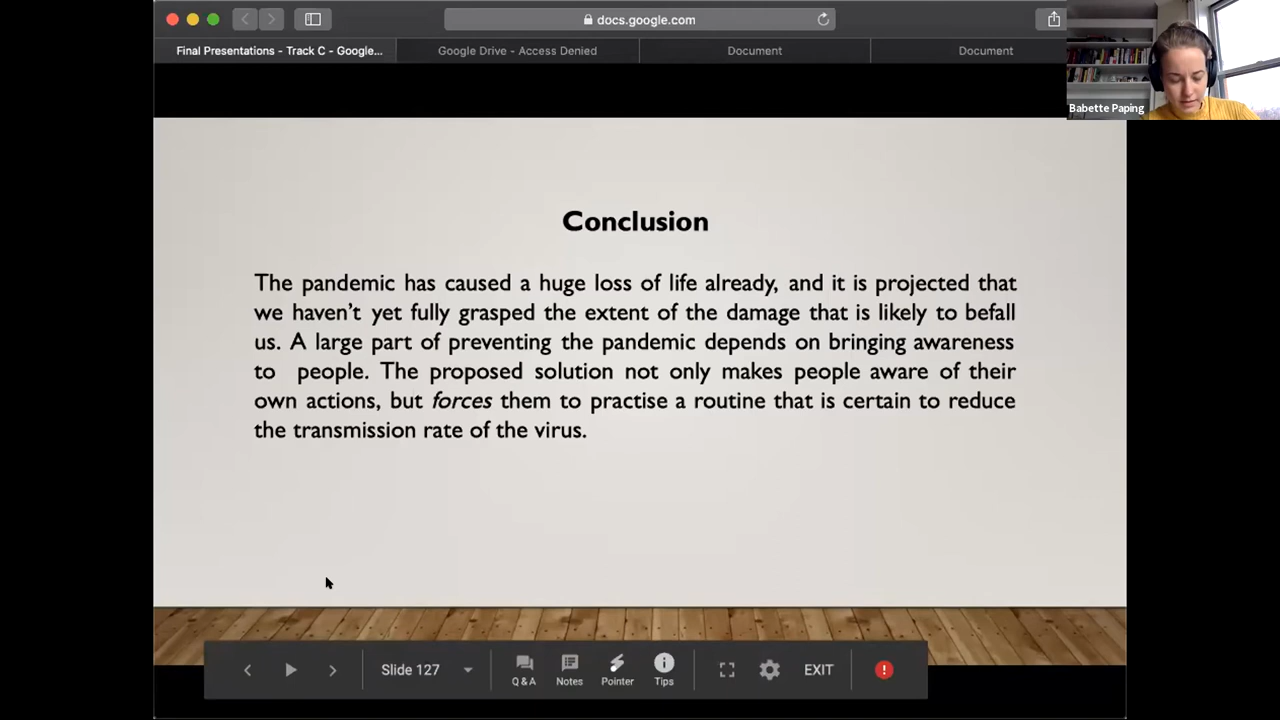 docs.google.com
Final Presentations - Track C - Google...
Google Drive - Access Denied
Document
Document
Babette Paping
Conclusion
The pandemic has caused a huge loss of life already, and it is projected that
we haven’t yet fully grasped the extent of the damage that is likely to befall
us. A large part of preventing the pandemic depends on bringing awareness
to people. The proposed solution not only makes people aware of their
own actions, but forces them to practise a routine that is certain to reduce
the transmission rate of the virus.
Slide 127
Q & A
Notes
Pointer
Tips
EXIT